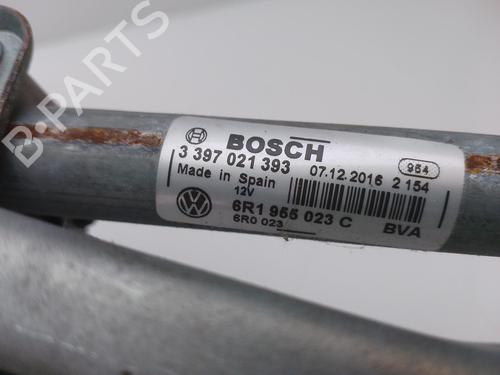 B-PARTS
BOSCH
3 397 021 393
07.12.2016 2 154
954
Made in Spain
12V
6R1 955 023 C
BVA
6R0 023